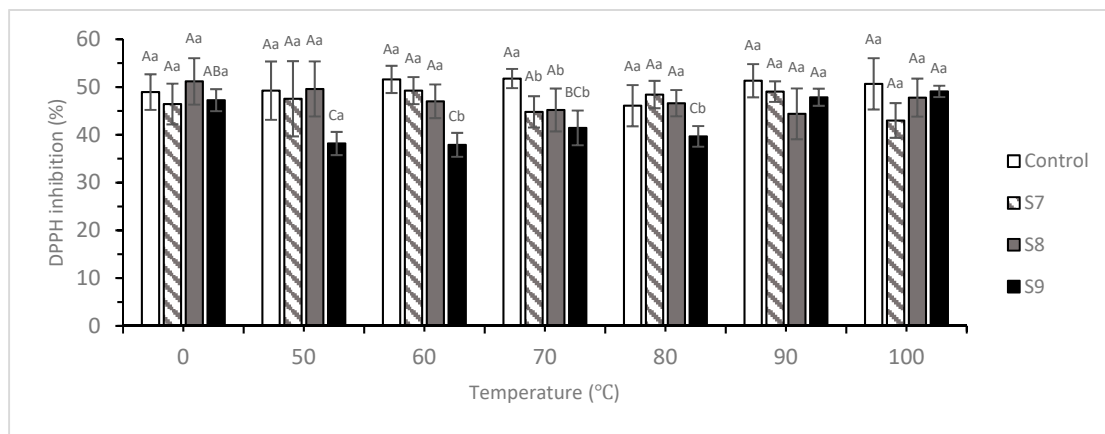 60
50
40
30
20
10
0
DPPH inhibition (%)
Aa Aa Aa ABa
Aa Aa Aa Ca
Aa Aa Aa Cb
Aa Ab Ab BCb
Aa Aa Aa Cb
Aa Aa Aa Aa
Aa Aa Aa Aa
0 50 60 70 80 90 100
Temperature (℃)
Control
S7
S8
S9